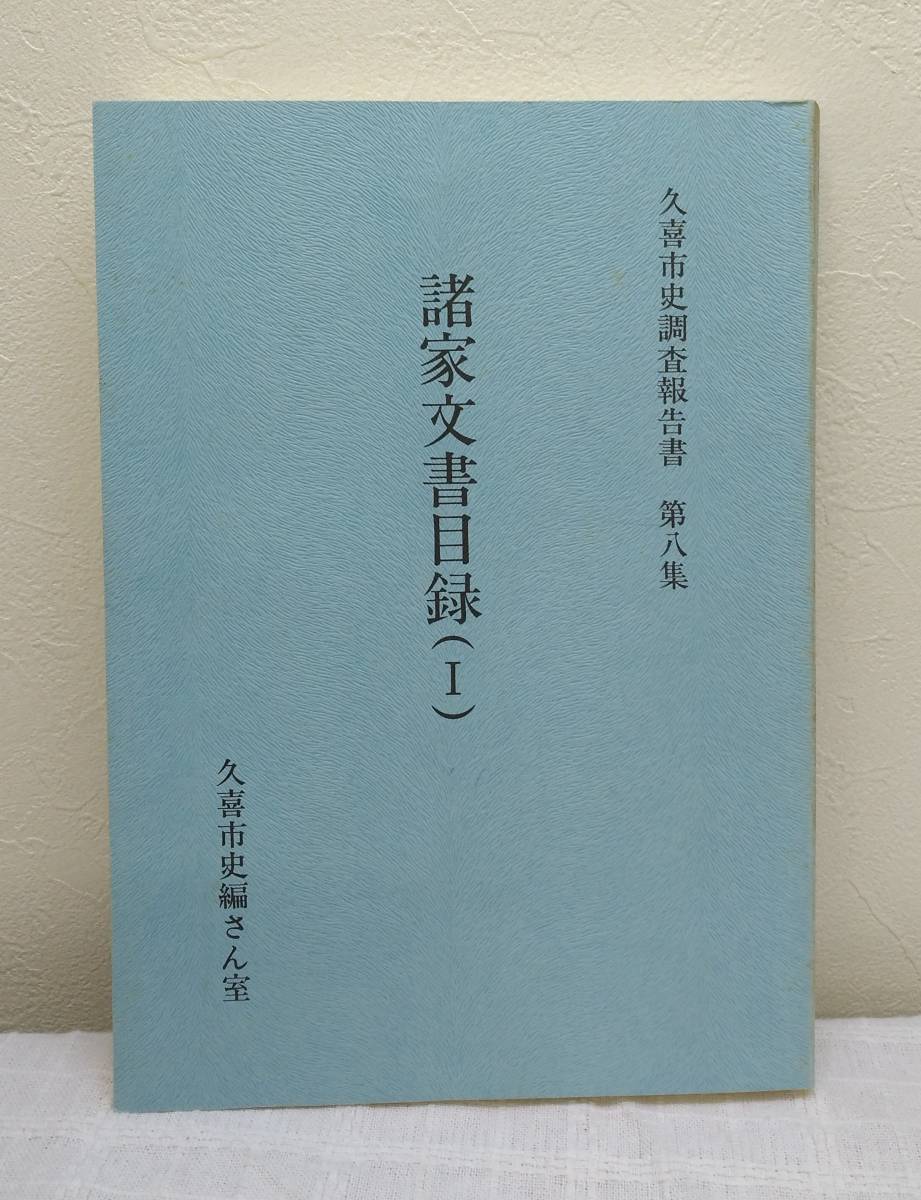 久喜市史調査報告書　第八集
諸家文書目録（Ⅰ）
久喜市史編さん室